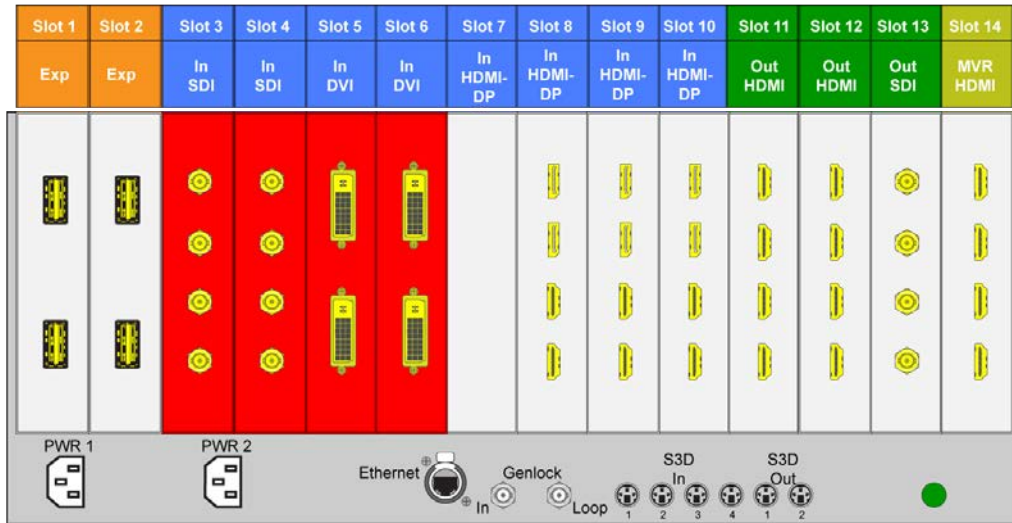 Slot 1 Slot 2 Slot 3 Slot 4 Slot 5 Slot 6 Slot 7 Slot 8 Slot 9 Slot 10 Slot 11 Slot 12 Slot 13 Slot 14
Exp
Exp
In
SDI
In
SDI
In
DVI
In
DVI
In
HDMI-
DP
In
HDMI-
DP
In
HDMI-
DP
In
HDMI-
DP
Out
HDMI
Out
HDMI
Out
SDI
MVR
HDMI
PWR 1
PWR 2
Ethernet
Genlock
In
Loop
S3D
In
1 2 3 4
S3D
Out
1 2